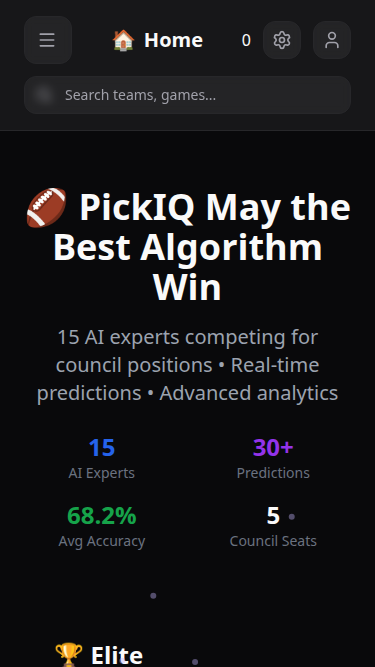 🏠 Home
0
Search teams, games...
🏈 PickIQ May the
Best Algorithm
Win
15 AI experts competing for
council positions • Real-time
predictions • Advanced analytics
15
AI Experts
30+
Predictions
68.2%
Avg Accuracy
5
Council Seats
🏆 Elite